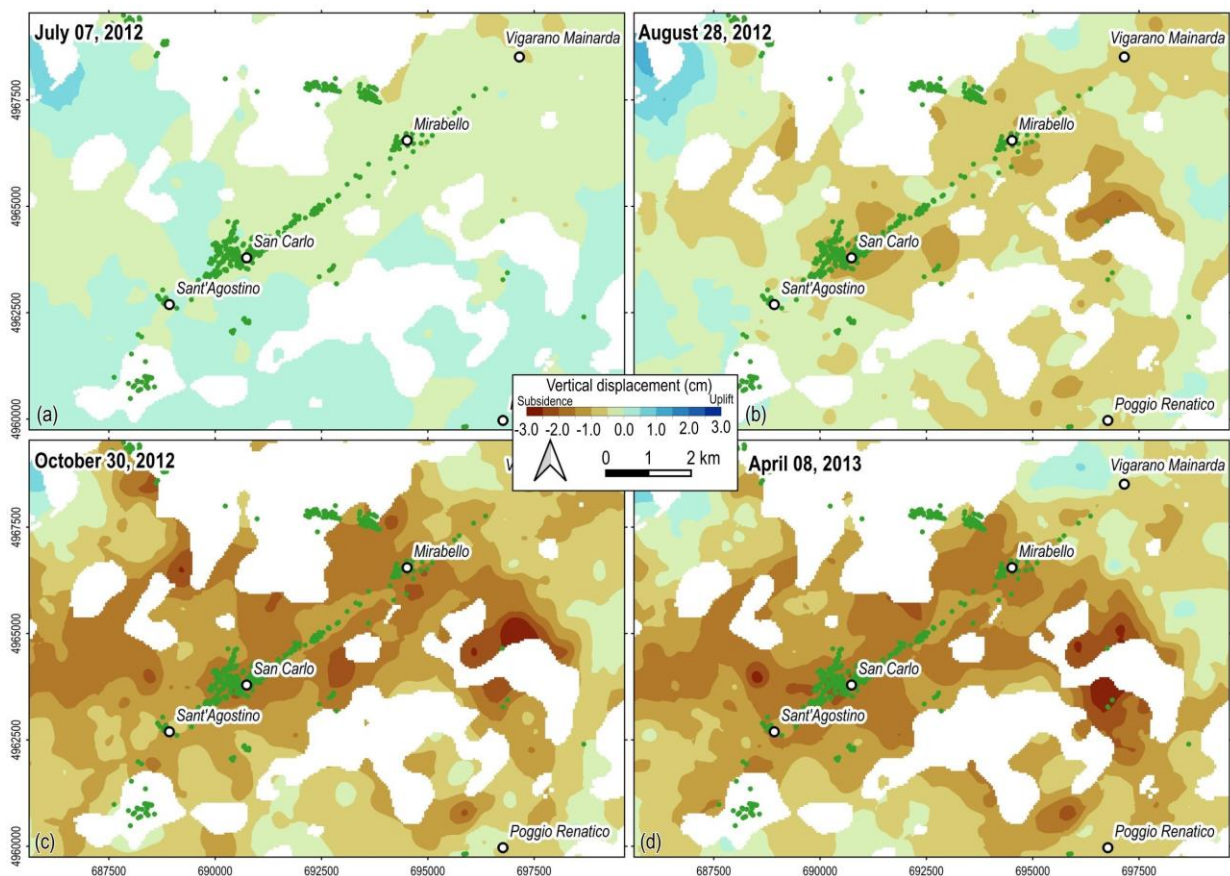 July 07, 2012
Vigarano Mainarda
Mirabello
San Carlo
Sant'Agostino
(a)
4967500
4965000
4962500
4960000
August 28, 2012
Vigarano Mainarda
Mirabello
San Carlo
Sant'Agostino
Poggio Renatico
(b)
Vertical displacement (cm)
Subsidence Uplift
-3.0 -2.0 -1.0 0.0 1.0 2.0 3.0
0 1 2 km
October 30, 2012
Mirabello
San Carlo
Sant'Agostino
Poggio Renatico
(c)
4967500
4965000
4962500
4960000
687500 690000 692500 695000 697500
April 08, 2013
Vigarano Mainarda
Mirabello
San Carlo
Sant'Agostino
Poggio Renatico
(d)
687500 690000 692500 695000 697500